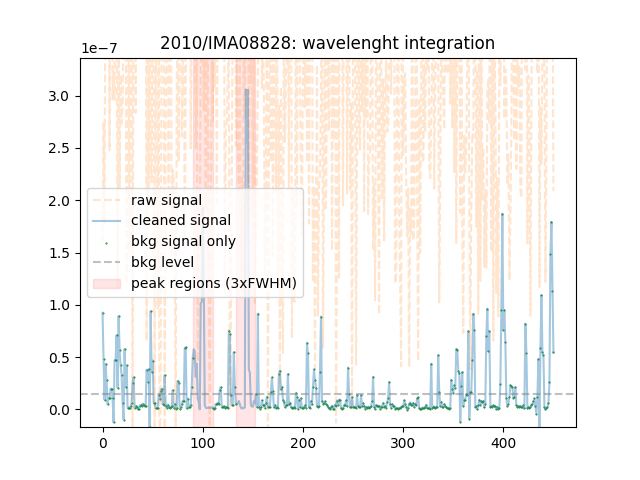 2010/IMA08828: wavelenght integration
1e−7
3.0
2.5
2.0
1.5
1.0
0.5
0.0
raw signal
cleaned signal
bkg signal only
bkg level
peak regions (3xFWHM)
0 100 200 300 400